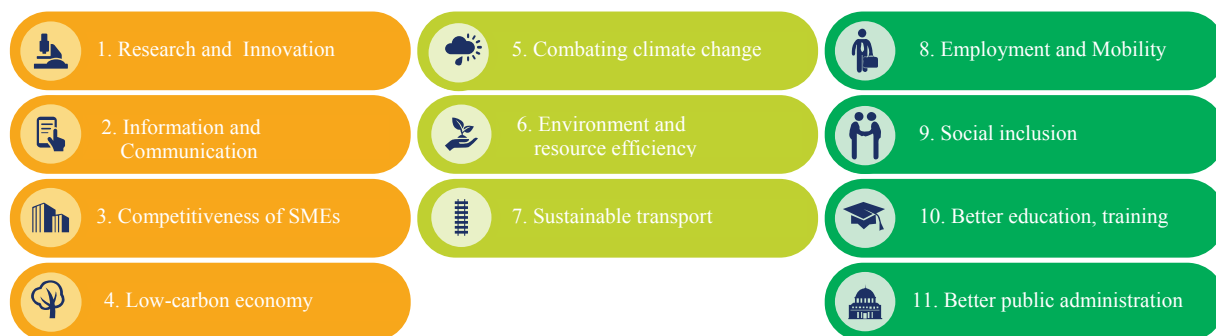 1. Research and Innovation
2. Information and
Communication
3. Competitiveness of SMEs
4. Low-carbon economy
5. Combating climate change
6. Environment and
resource efficiency
7. Sustainable transport
8. Employment and Mobility
9. Social inclusion
10. Better education, training
11. Better public administration